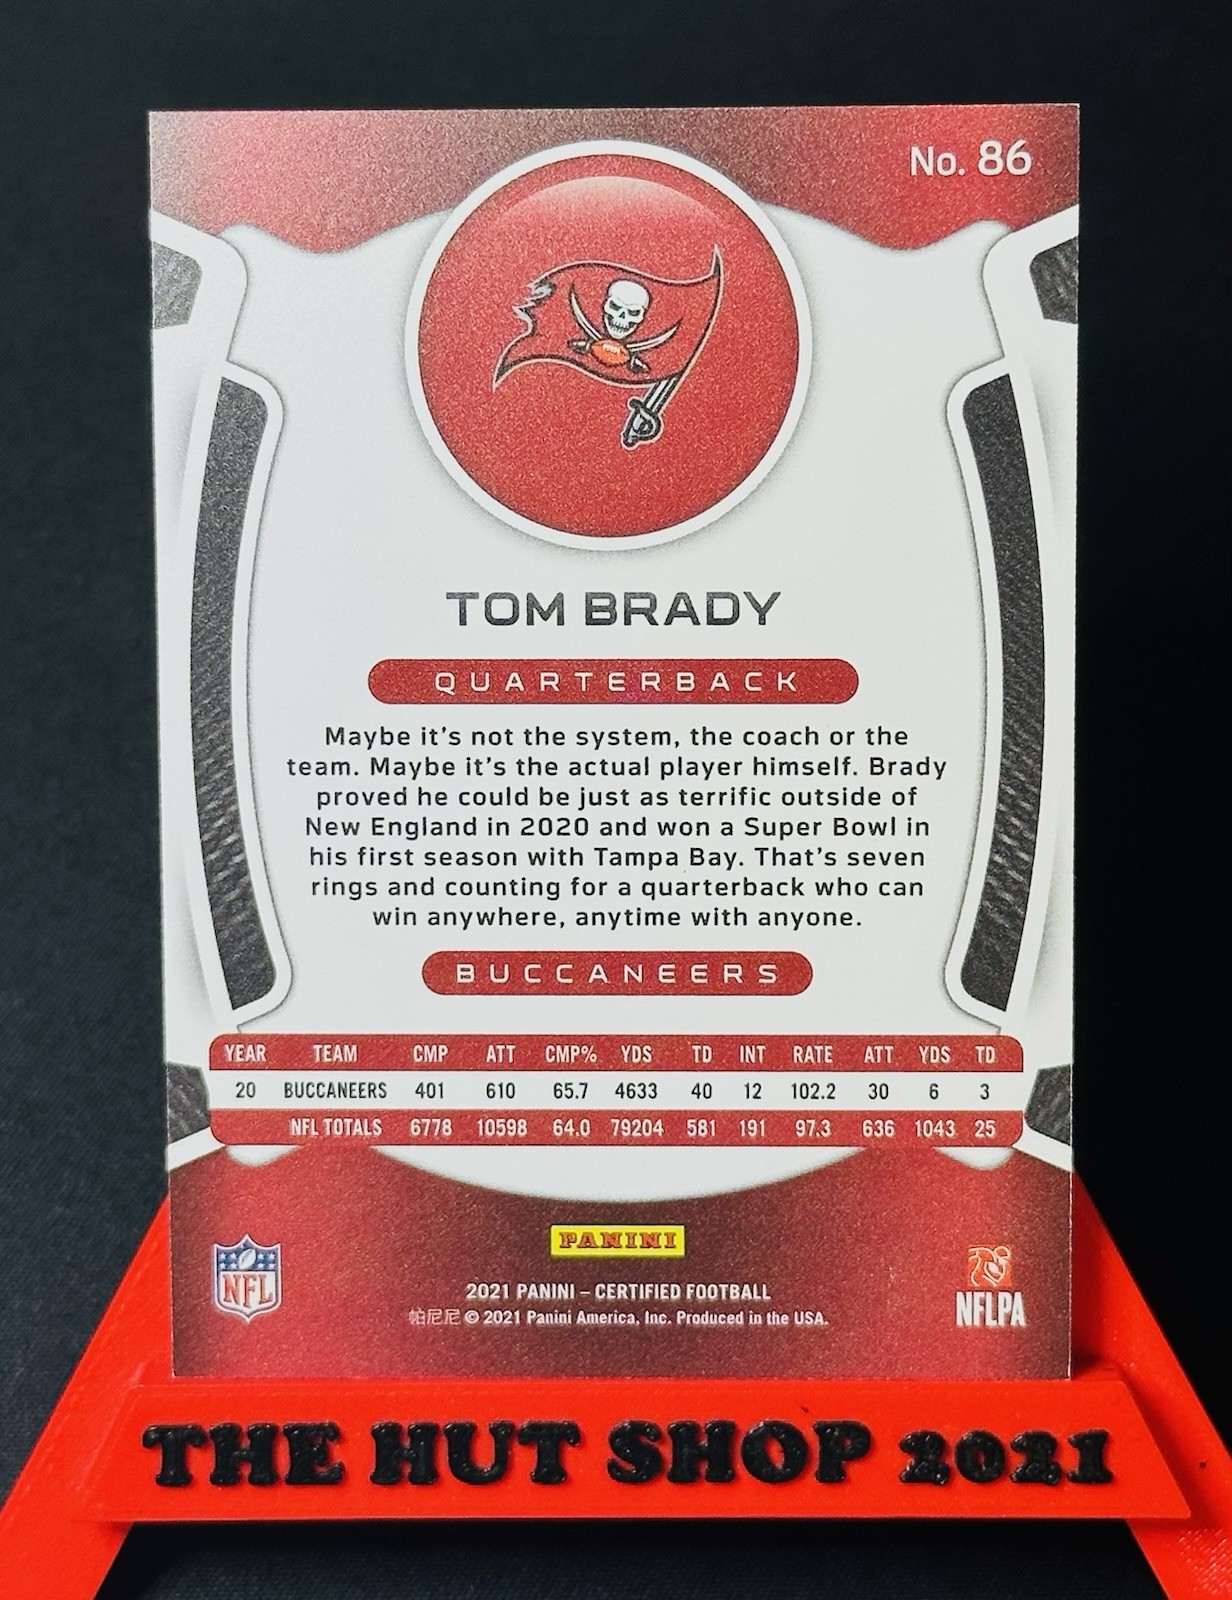 No. 86
TOM BRADY
QUARTERBACK
Maybe it's not the system, the coach or the
team. Maybe it's the actual player himself. Brady
proved he could be just as terrific outside of
New England in 2020 and won a Super Bowl in
his first season with Tampa Bay. That's seven
rings and counting for a quarterback who can
win anywhere, anytime with anyone.
BUCCANEERS
YEAR TEAM CMP ATT CMP% YDS TD INT RATE ATT YDS TD
20 BUCCANEERS 401 610 65.7 4633 40 12 102.2 30 6 3
NFL TOTALS 6778 10598 64.0 79204 581 191 97.3 636 1043 25
PANINI
NFL
2021 PANINI – CERTIFIED FOOTBALL
帕尼尼 © 2021 Panini America, Inc. Produced in the USA.
NFLPA
THE HUT SHOP 2021